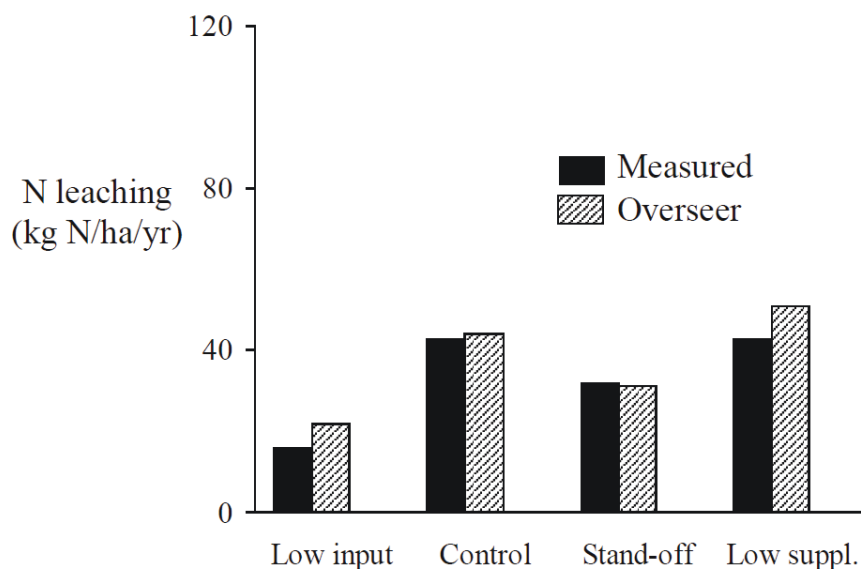 120
80
40
0
N leaching
(kg N/ha/yr)
Measured
Overseer
Low input Control Stand-off Low suppl.